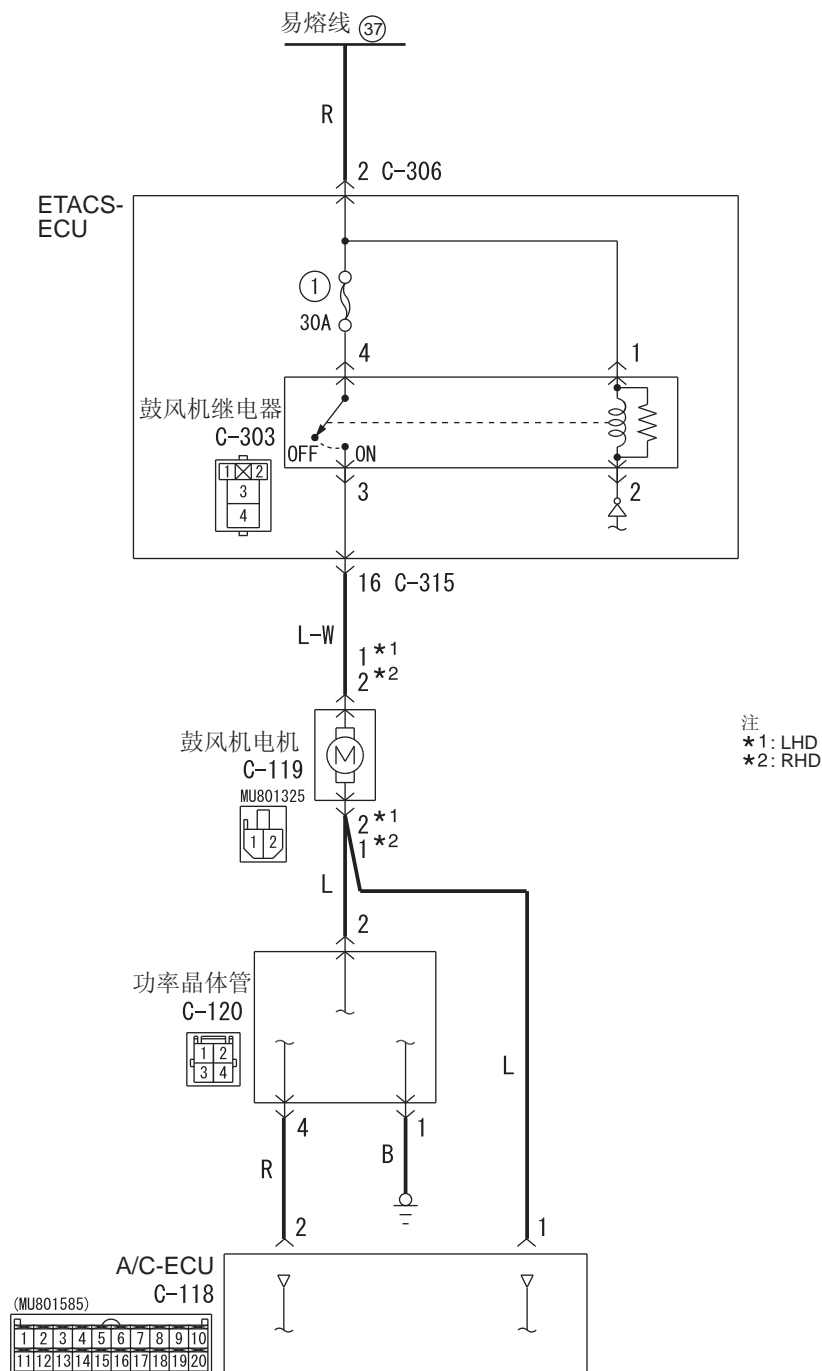 易熔线 37
R
2 C-306
ETACS-
ECU
1
30A
4
1
鼓风机继电器
C-303
OFF
ON
1 2
3
4
3
2
16 C-315
L-W
1*1
2*2
鼓风机电机
C-119
M
MU801325
1 2
2*1
1*2
注
*1: LHD
*2: RHD
L
2
功率晶体管
C-120
1 2
3 4
L
4
1
R
B
2
1
A/C-ECU
C-118
(MU801585)
1 2 3 4 5 6 7 8 9 10
11 12 13 14 15 16 17 18 19 20